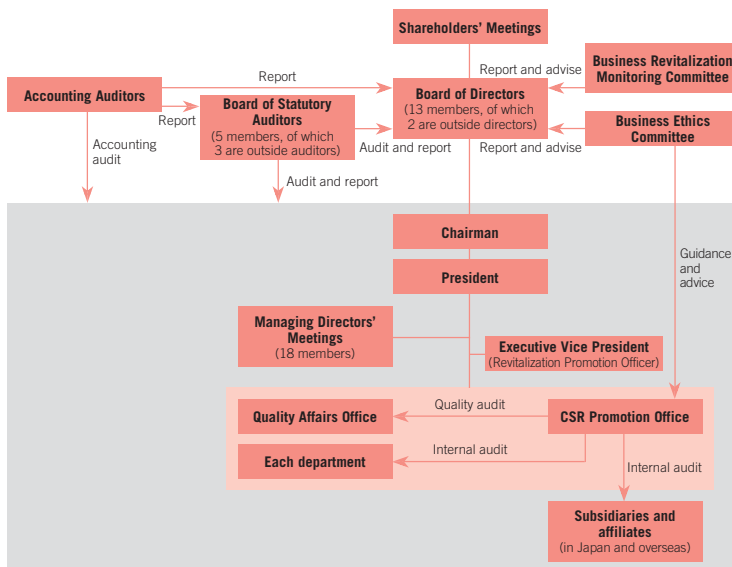 Shareholders' Meetings
Report and advise
Business Revitalization
Monitoring Committee
Report
Accounting Auditors
Board of Directors
(13 members, of which
2 are outside directors)
Board of Statutory
Auditors
(5 members, of which
3 are outside auditors)
Report
Business Ethics
Committee
Accounting
audit
Audit and report
Report and advise
Audit and report
Chairman
Guidance
and
advice
President
Managing Directors'
Meetings
(18 members)
Executive Vice President
(Revitalization Promotion Officer)
Quality Affairs Office
Quality audit
CSR Promotion Office
Each department
Internal audit
Internal audit
Subsidiaries and
affiliates
(in Japan and overseas)